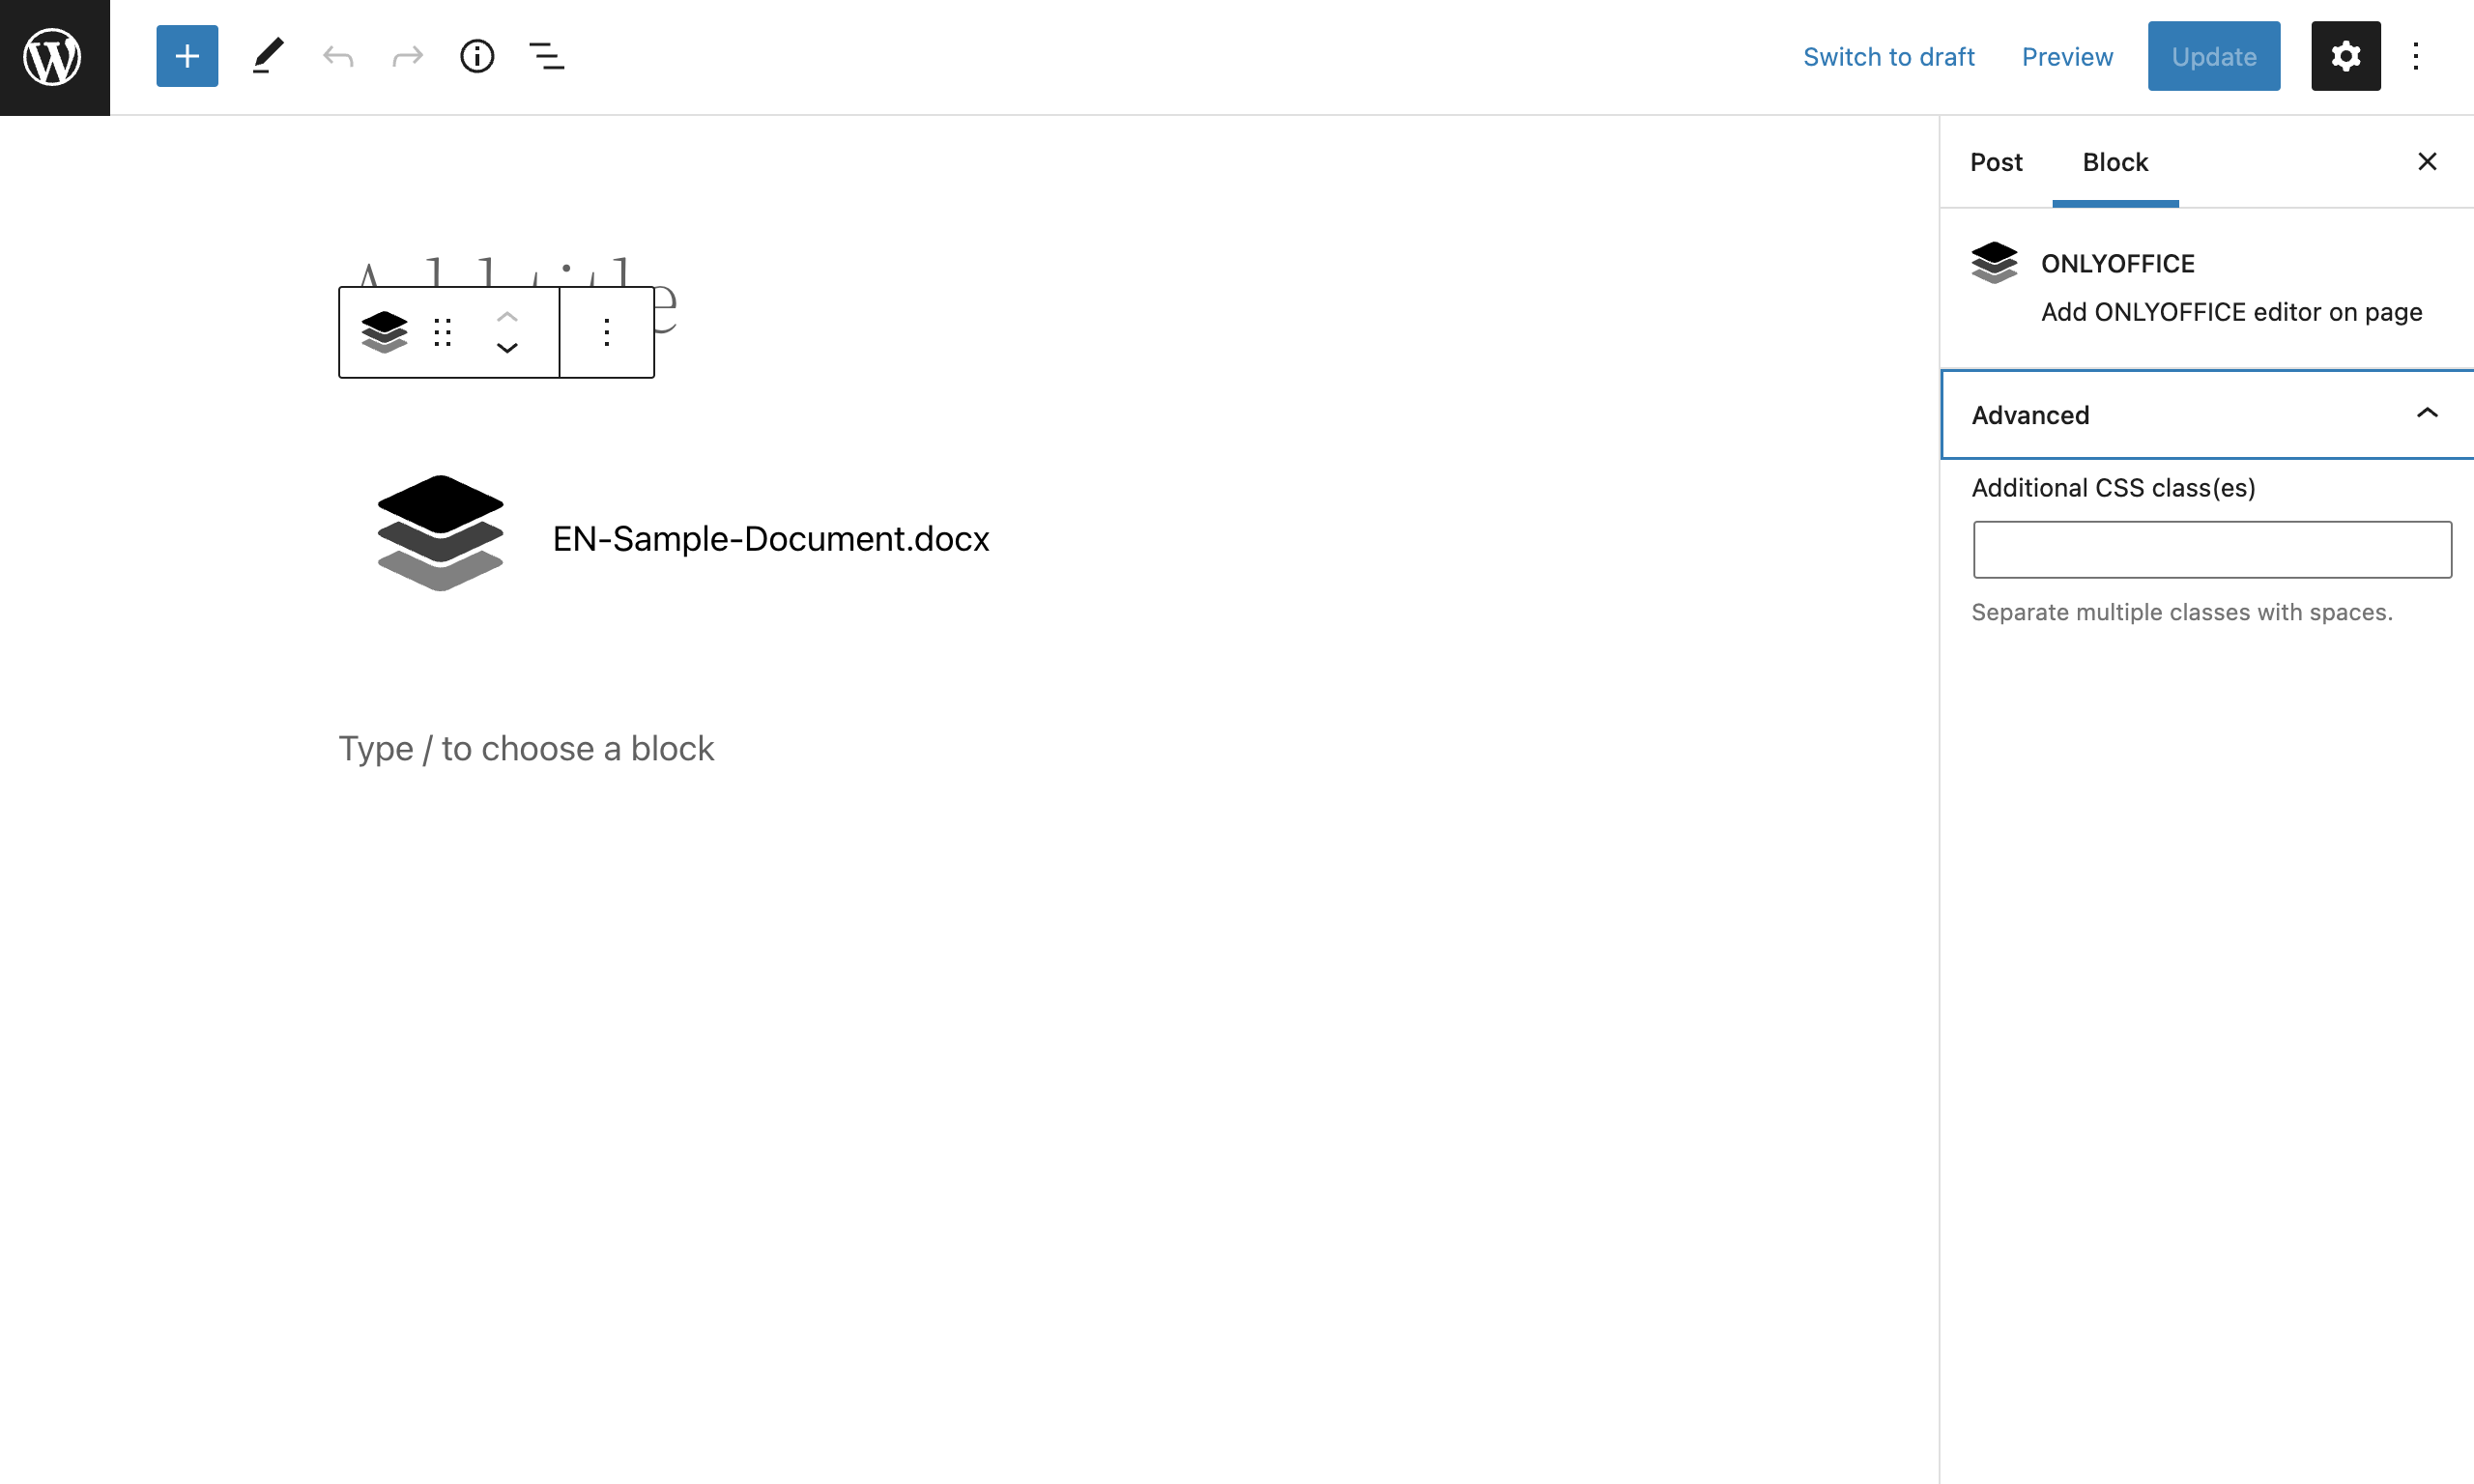 Switch to draft Preview Update
Post Block
ONLYOFFICE
Add ONLYOFFICE editor on page
Advanced
Additional CSS class(es)
Separate multiple classes with spaces.
EN-Sample-Document.docx
Type / to choose a block